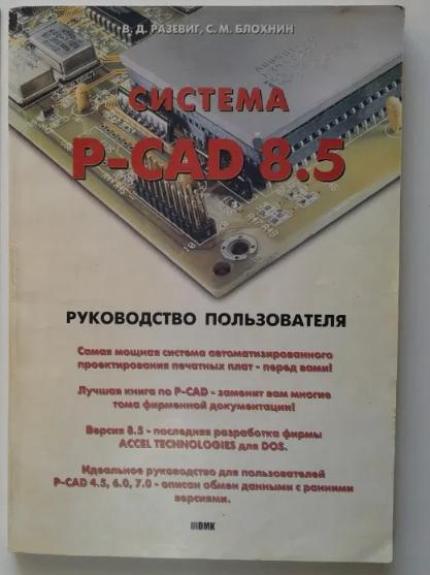 В. Д. РАЗЕВИГ, С. М. БЛОХНИН
СИСТЕМА
P-CAD 8.5
РУКОВОДСТВО ПОЛЬЗОВАТЕЛЯ
Самая мощная система автоматизированного
проектирования печатных плат - перед вами!
Лучшая книга по P-CAD - заменит вам многие
тома фирменной документации!
Версия 8.5 - последняя разработка фирмы
ACCEL TECHNOLOGIES для DOS.
Идеальное руководство для пользователей
P-CAD 4.5, 6.0, 7.0 - описан обмен данными с ранними
версиями.
ДМК